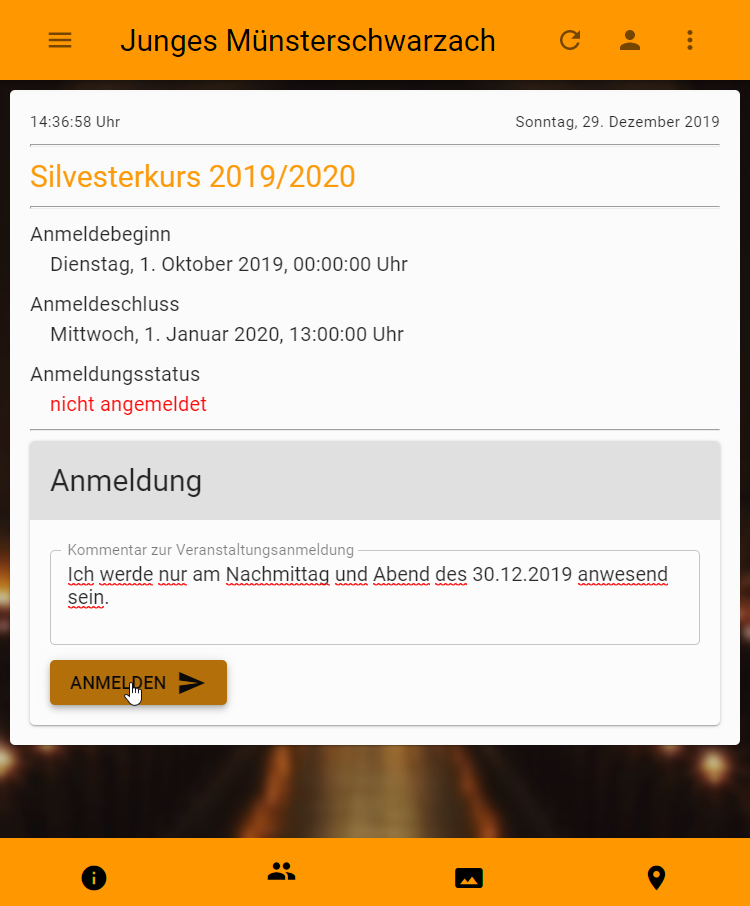 Junges Münsterschwarzach
14:36:58 Uhr
Sonntag, 29. Dezember 2019
Silvesterkurs 2019/2020
Anmeldebeginn
Dienstag, 1. Oktober 2019, 00:00:00 Uhr
Anmeldeschluss
Mittwoch, 1. Januar 2020, 13:00:00 Uhr
Anmeldungsstatus
nicht angemeldet
Anmeldung
Kommentar zur Veranstaltungsanmeldung
Ich werde nur am Nachmittag und Abend des 30.12.2019 anwesend
sein.
ANMELDEN